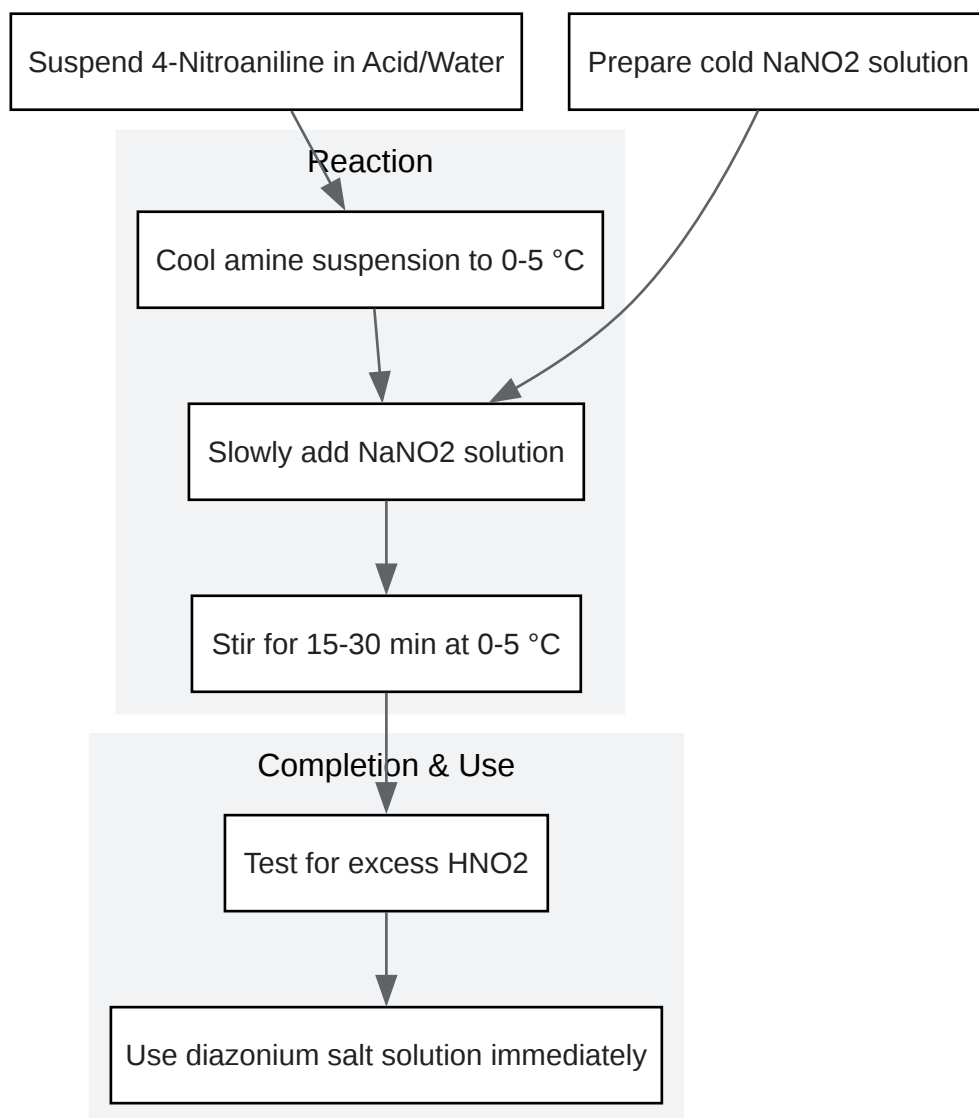 Suspend 4-Nitroaniline in Acid/Water
Prepare cold NaNO2 solution
Reaction
Cool amine suspension to 0-5 °C
Slowly add NaNO2 solution
Stir for 15-30 min at 0-5 °C
Completion & Use
Test for excess HNO2
Use diazonium salt solution immediately